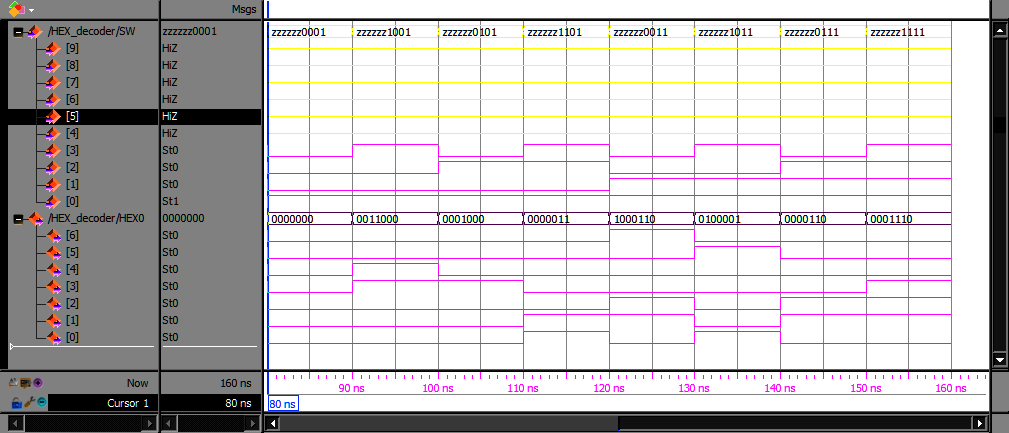 Msgs
/HEX_decoder/SW zzzzzz0001 zzzzzz0001 zzzzzz1001 zzzzzz0101 zzzzzz1101 zzzzzz0011 zzzzzz1011 zzzzzz0111 zzzzzz1111
[9] HiZ
[8] HiZ
[7] HiZ
[6] HiZ
[5] HiZ
[4] HiZ
[3] St0
[2] St0
[1] St0
[0] St1
/HEX_decoder/HEX0 0000000 0000000 0011000 0001000 0000011 1000110 0100001 0000110 0001110
[6] St0
[5] St0
[4] St0
[3] St0
[2] St0
[1] St0
[0] St0
Now 160 ns 90 ns 100 ns 110 ns 120 ns 130 ns 140 ns 150 ns 160 ns
Cursor 1 80 ns 80 ns